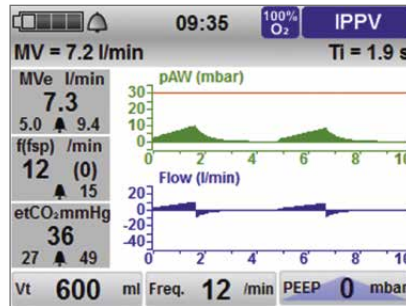 09:35 100% O₂ IPPV
MV = 7.2 l/min Ti = 1.9 s
MVe l/min
7.3
5.0 9.4
f(fsp) /min
12 (0)
15
etCO₂mmHg
36
27 49
pAW (mbar)
30
20
10
0
0 2 4 6 8 10
Flow (l/min)
20
0
-20
-40
0 2 4 6 8 10
Vt 600 ml Freq. 12 /min PEEP 0 mbar